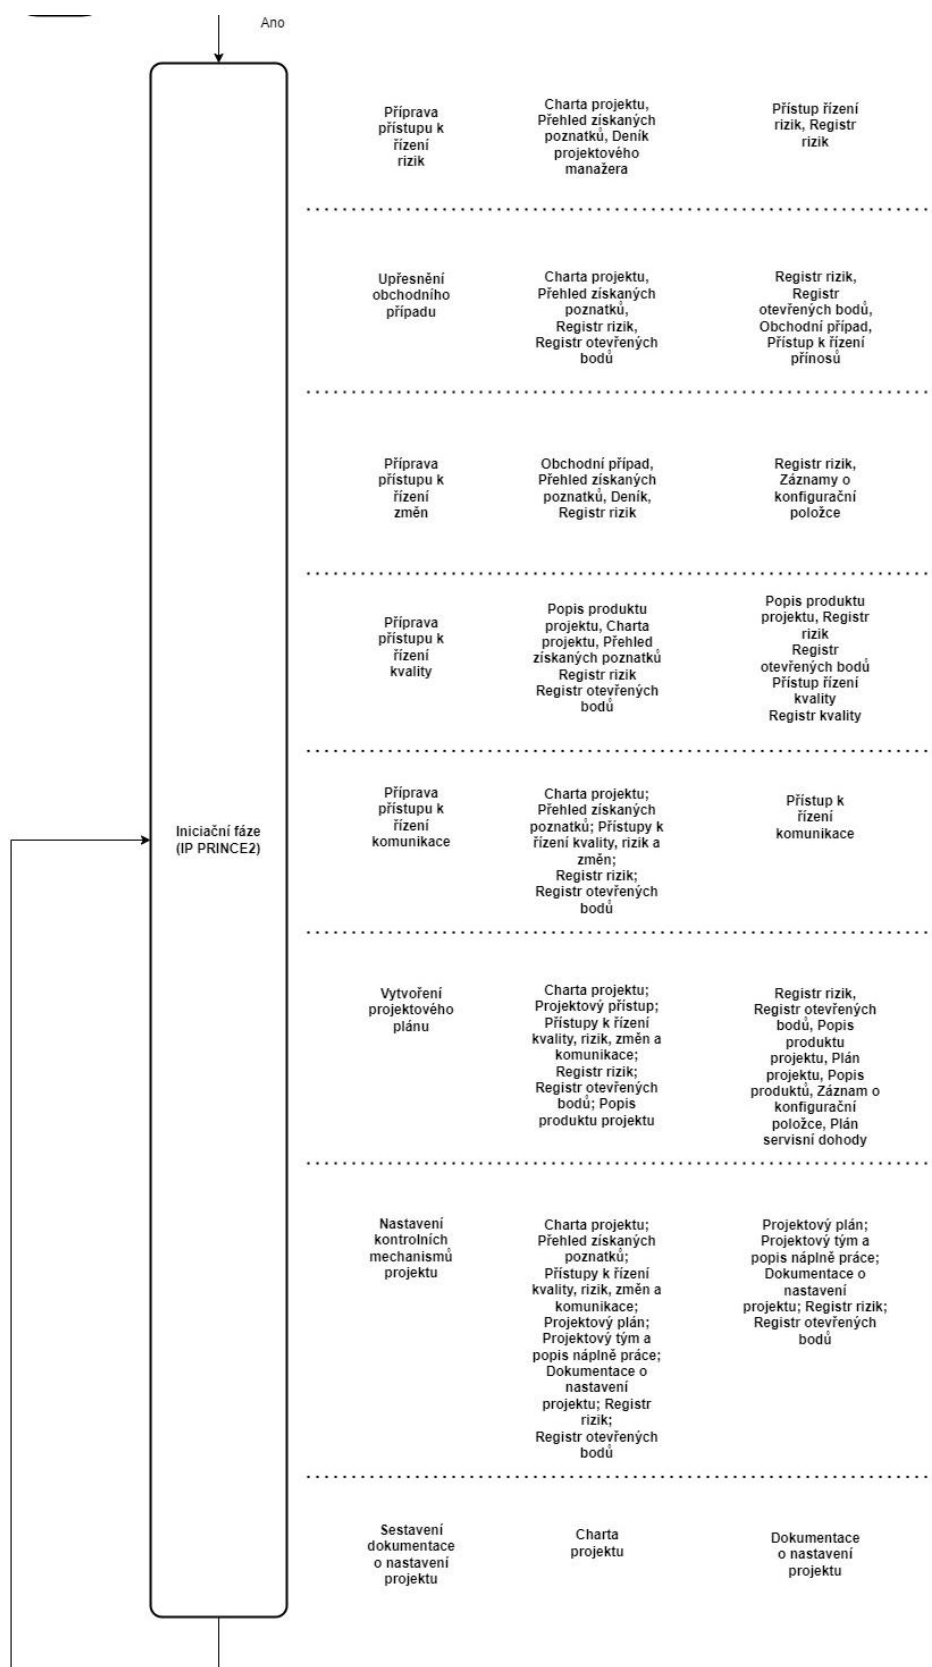 Ano
Příprava
přístupu k
řízení
rizik
Charta projektu,
Přehled získaných
poznatků, Deník
projektového
manažera
Přístup řízení
rizik, Registr
rizik
Upřesnění
obchodního
případu
Charta projektu,
Přehled získaných
poznatků,
Registr rizik,
Registr otevřených
bodů
Registr rizik,
Registr
otevřených bodů,
Obchodní případ,
Přístup k řízení
přínosů
Příprava
přístupu k
řízení
změn
Obchodní případ,
Přehled získaných
poznatků, Deník,
Registr rizik
Registr rizik,
Záznamy o
konfigurační
položce
Příprava
přístupu k
řízení
kvality
Popis produktu
projektu, Charta
projektu, Přehled
získaných poznatků
Registr rizik
Registr otevřených
bodů
Popis produktu
projektu, Registr
rizik
Registr
otevřených bodů
Přístup řízení
kvality
Registr kvality
Iniciační fáze
(IP PRINCE2)
Příprava
přístupu k
řízení
komunikace
Charta projektu;
Přehled získaných
poznatků; Přístupy k
řízení kvality, rizik a
změn;
Registr rizik;
Registr otevřených
bodů
Přístup k
řízení
komunikace
Vytvoření
projektového
plánu
Charta projektu;
Projektový přístup;
Přístupy k řízení
kvality, rizik, změn a
komunikace;
Registr rizik;
Registr otevřených
bodů; Popis
produktu projektu
Registr rizik,
Registr otevřených
bodů, Popis
produktu
projektu, Plán
projektu, Popis
produktů, Záznam o
konfigurační
položce, Plán
servisní dohody
Nastavení
kontrolních
mechanismů
projektu
Charta projektu;
Přehled získaných
poznatků;
Přístupy k řízení
kvality, rizik, změn a
komunikace;
Projektový plán;
Projektový tým a
popis náplně práce;
Dokumentace o
nastavení
projektu; Registr
rizik;
Registr otevřených
bodů
Projektový plán;
Projektový tým a
popis náplně práce;
Dokumentace o
nastavení
projektu; Registr rizik;
Registr otevřených
bodů
Sestavení
dokumentace
o nastavení
projektu
Charta
projektu
Dokumentace
o nastavení
projektu